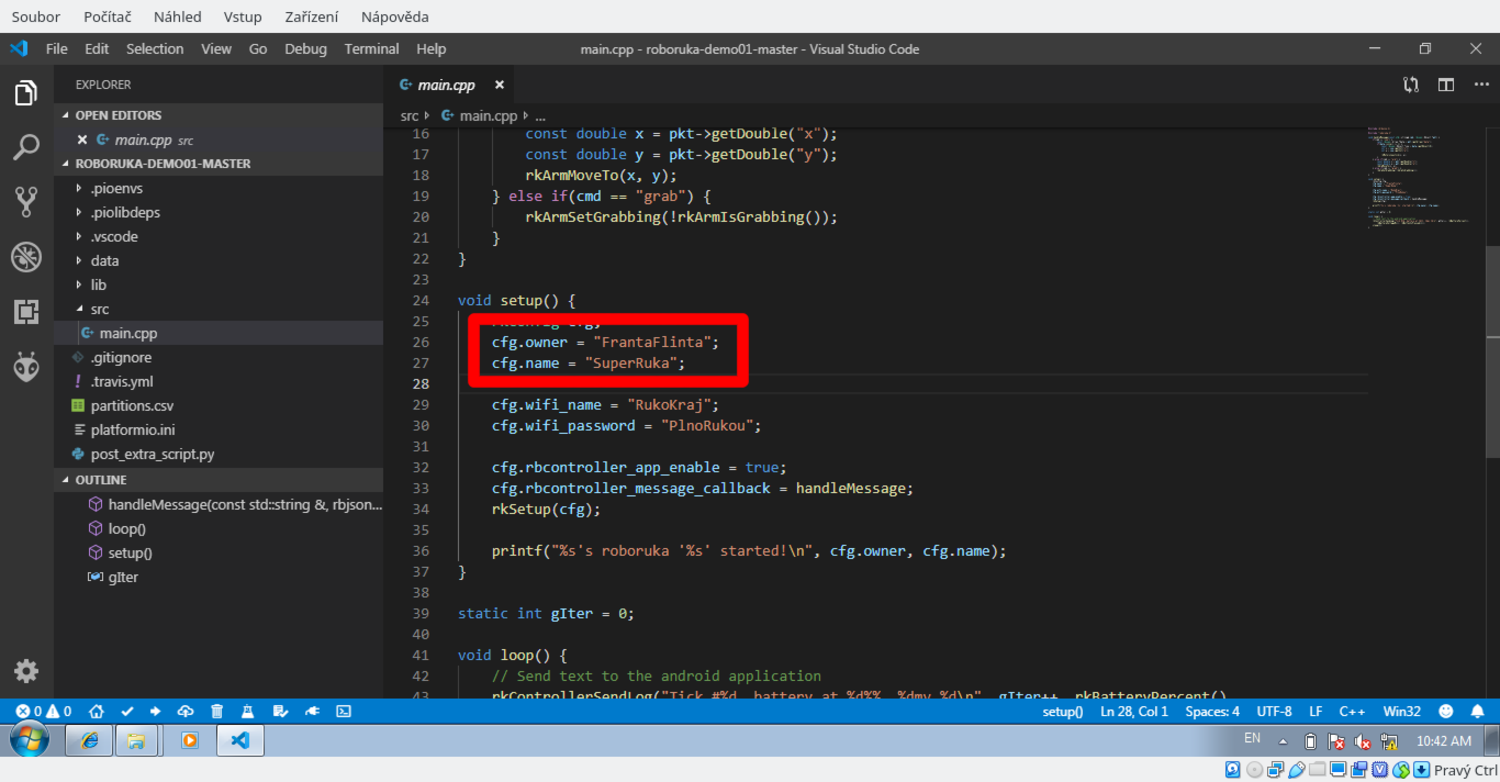 Soubor Počítač Náhled Vstup Zařízení Nápověda
File Edit Selection View Go Debug Terminal Help
main.cpp - roboruka-demo01-master - Visual Studio Code
EXPLORER
OPEN EDITORS
main.cpp src
ROBORUKA-DEMO01-MASTER
.pioenvs
.piolibdeps
.vscode
data
lib
src
main.cpp
.gitignore
.travis.yml
partitions.csv
platformio.ini
post_extra_script.py
OUTLINE
handleMessage(const std::string &, rbjson...
loop()
setup()
gIter
main.cpp
src main.cpp ...
16 const double x = pkt->getDouble("x");
17 const double y = pkt->getDouble("y");
18 rkArmMoveTo(x, y);
19 } else if(cmd == "grab") {
20 rkArmSetGrabbing(!rkArmIsGrabbing());
21 }
22 }
23
24 void setup() {
25
26 cfg.owner = "FrantaFlinta";
27 cfg.name = "SuperRuka";
28
29 cfg.wifi_name = "RukoKraj";
30 cfg.wifi_password = "PlnoRukou";
31
32 cfg.rbcontroller_app_enable = true;
33 cfg.rbcontroller_message_callback = handleMessage;
34 rkSetup(cfg);
35
36 printf("%s's roboruka '%s' started!\n", cfg.owner, cfg.name);
37 }
38
39 static int gIter = 0;
40
41 void loop() {
42 // Send text to the android application
43 rkControllerSendLog("Tick #%d, battery at %d%%, %dmv %d\n", gIter++, rkBatteryPercent()
0 0
setup() Ln 28, Col 1 Spaces: 4 UTF-8 LF C++ Win32
EN 10:42 AM
Pravý Ctrl